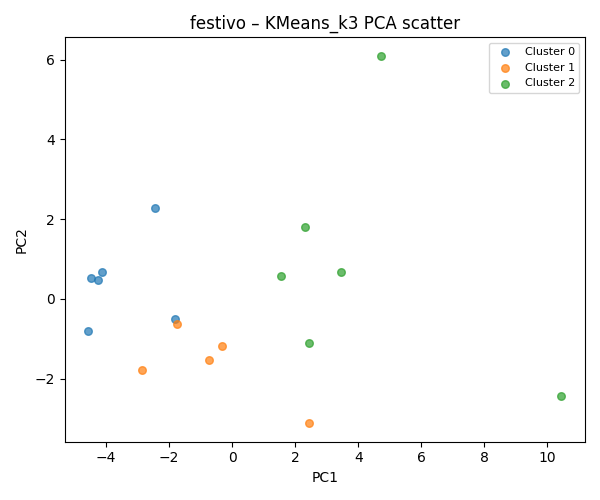 festivo – KMeans_k3 PCA scatter
Cluster 0
Cluster 1
Cluster 2
PC2
6
4
2
0
−2
−4
−2
0
2
4
6
8
10
PC1